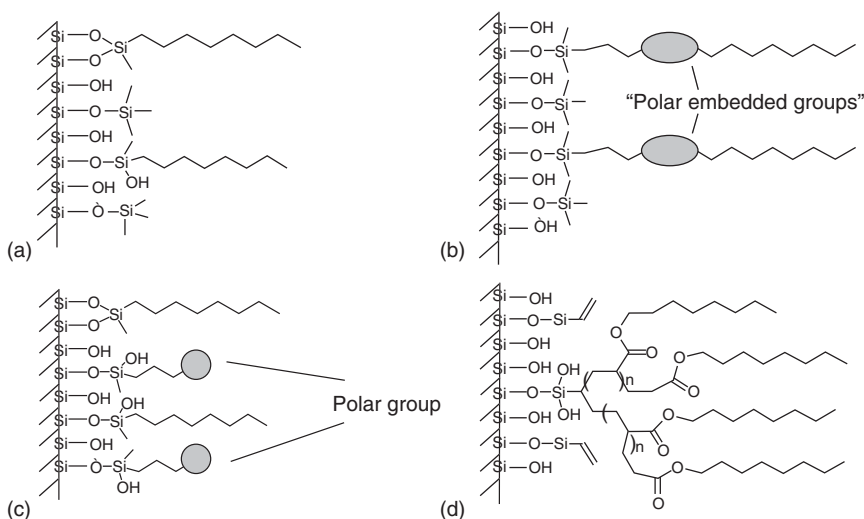 Si—O
Si
Si—O
Si—OH
Si—O—Si
Si—OH
Si—O—Si
OH
Si—OH
Si—O—Si
(a)
Si—OH
Si—O—Si
Si—OH
“Polar embedded groups”
Si—O—Si
Si—OH
Si—O—Si
Si—OH
Si—O—Si
Si—OH
(b)
Si—O
Si
Si—O
Si—OH
OH
Si—O—Si
Polar group
Si—OH
OH
Si—O—Si
Si—OH
Si—O—Si
OH
(c)
Si—OH
Si—O—Si
O
Si—OH
O
O
Si—OH
OH
n
O
Si—O—Si
OH
O
Si—OH
O
Si—O—Si
n
O
O
Si—OH
O
(d)